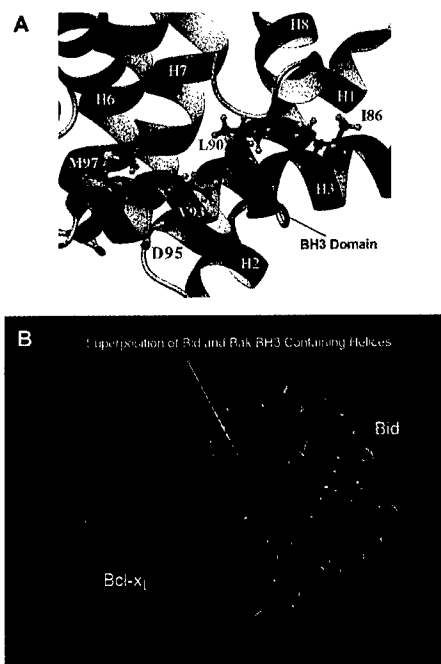 A
H8
H7
H1
H6
I86
L90
M97
H3
V93
BH3 Domain
D95
H2
B
Superposition of Bid and Bak BH3 Containing Helices
Bid
Bcl-xL